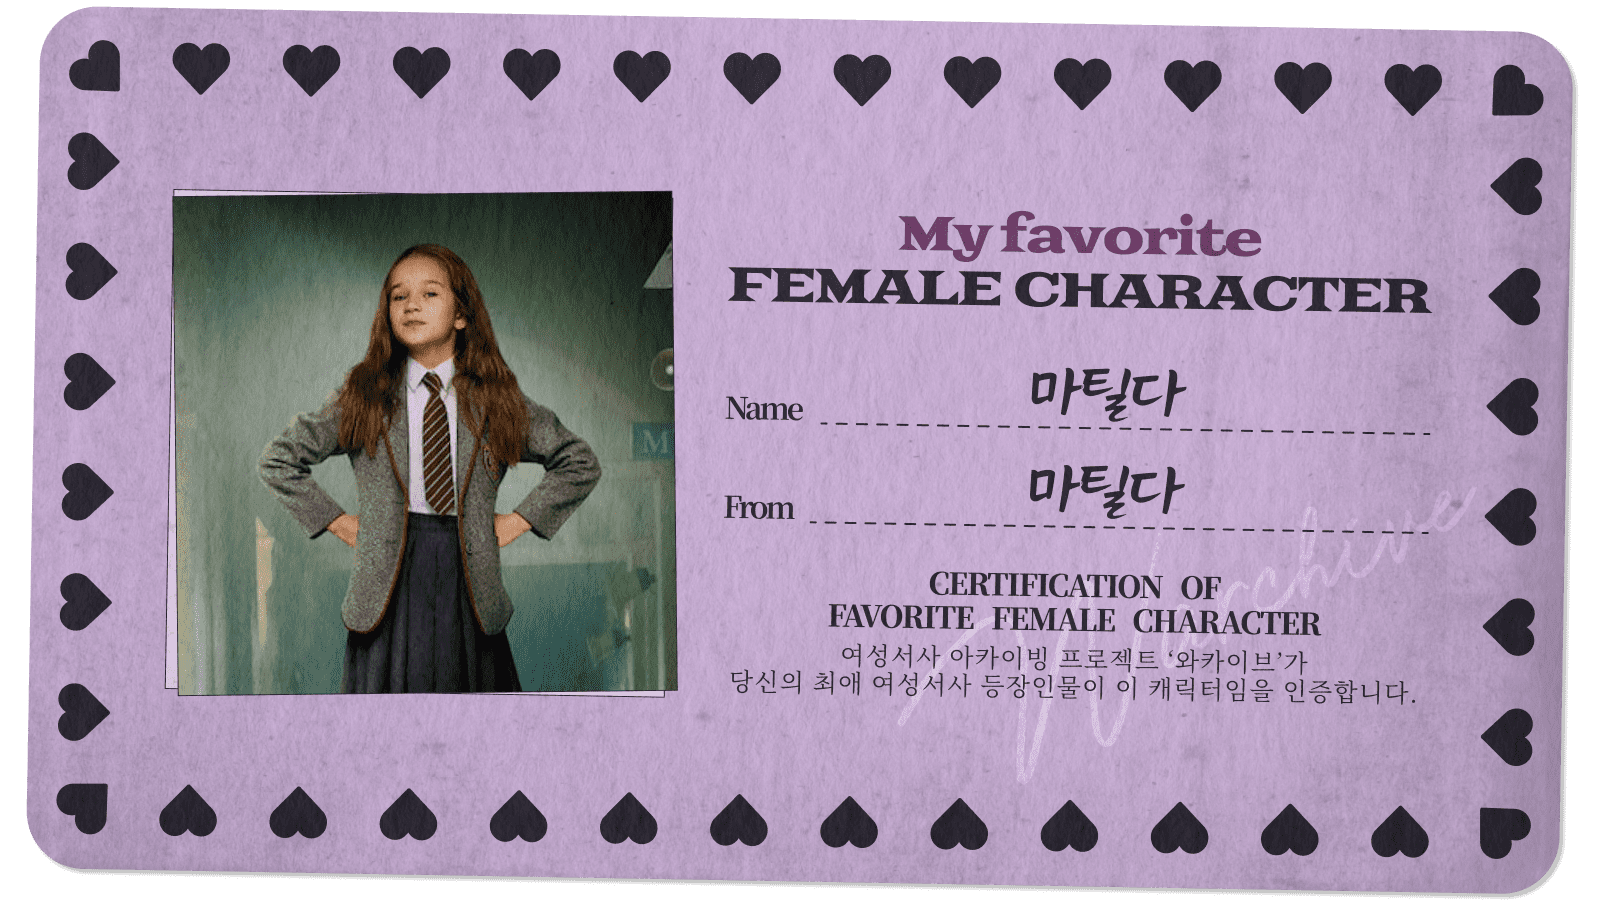 My favorite
FEMALE CHARACTER
Name 마틸다
From 마틸다
CERTIFICATION OF
FAVORITE FEMALE CHARACTER
여성서사 아카이빙 프로젝트 ‘와카이브’가
당신의 최애 여성서사 등장인물이 이 캐릭터임을 인증합니다.
Warchive
M